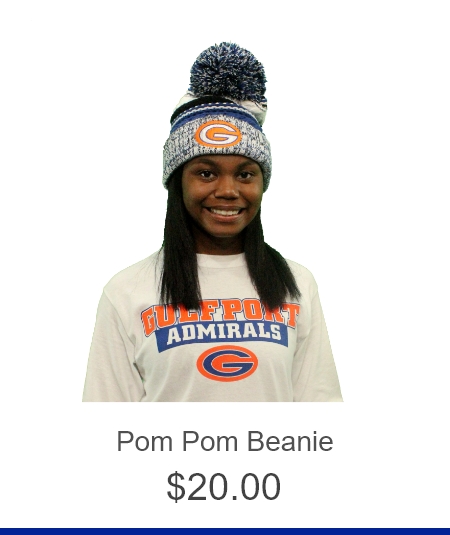 G
GULFPORT
ADMIRALS
G
Pom Pom Beanie
$20.00